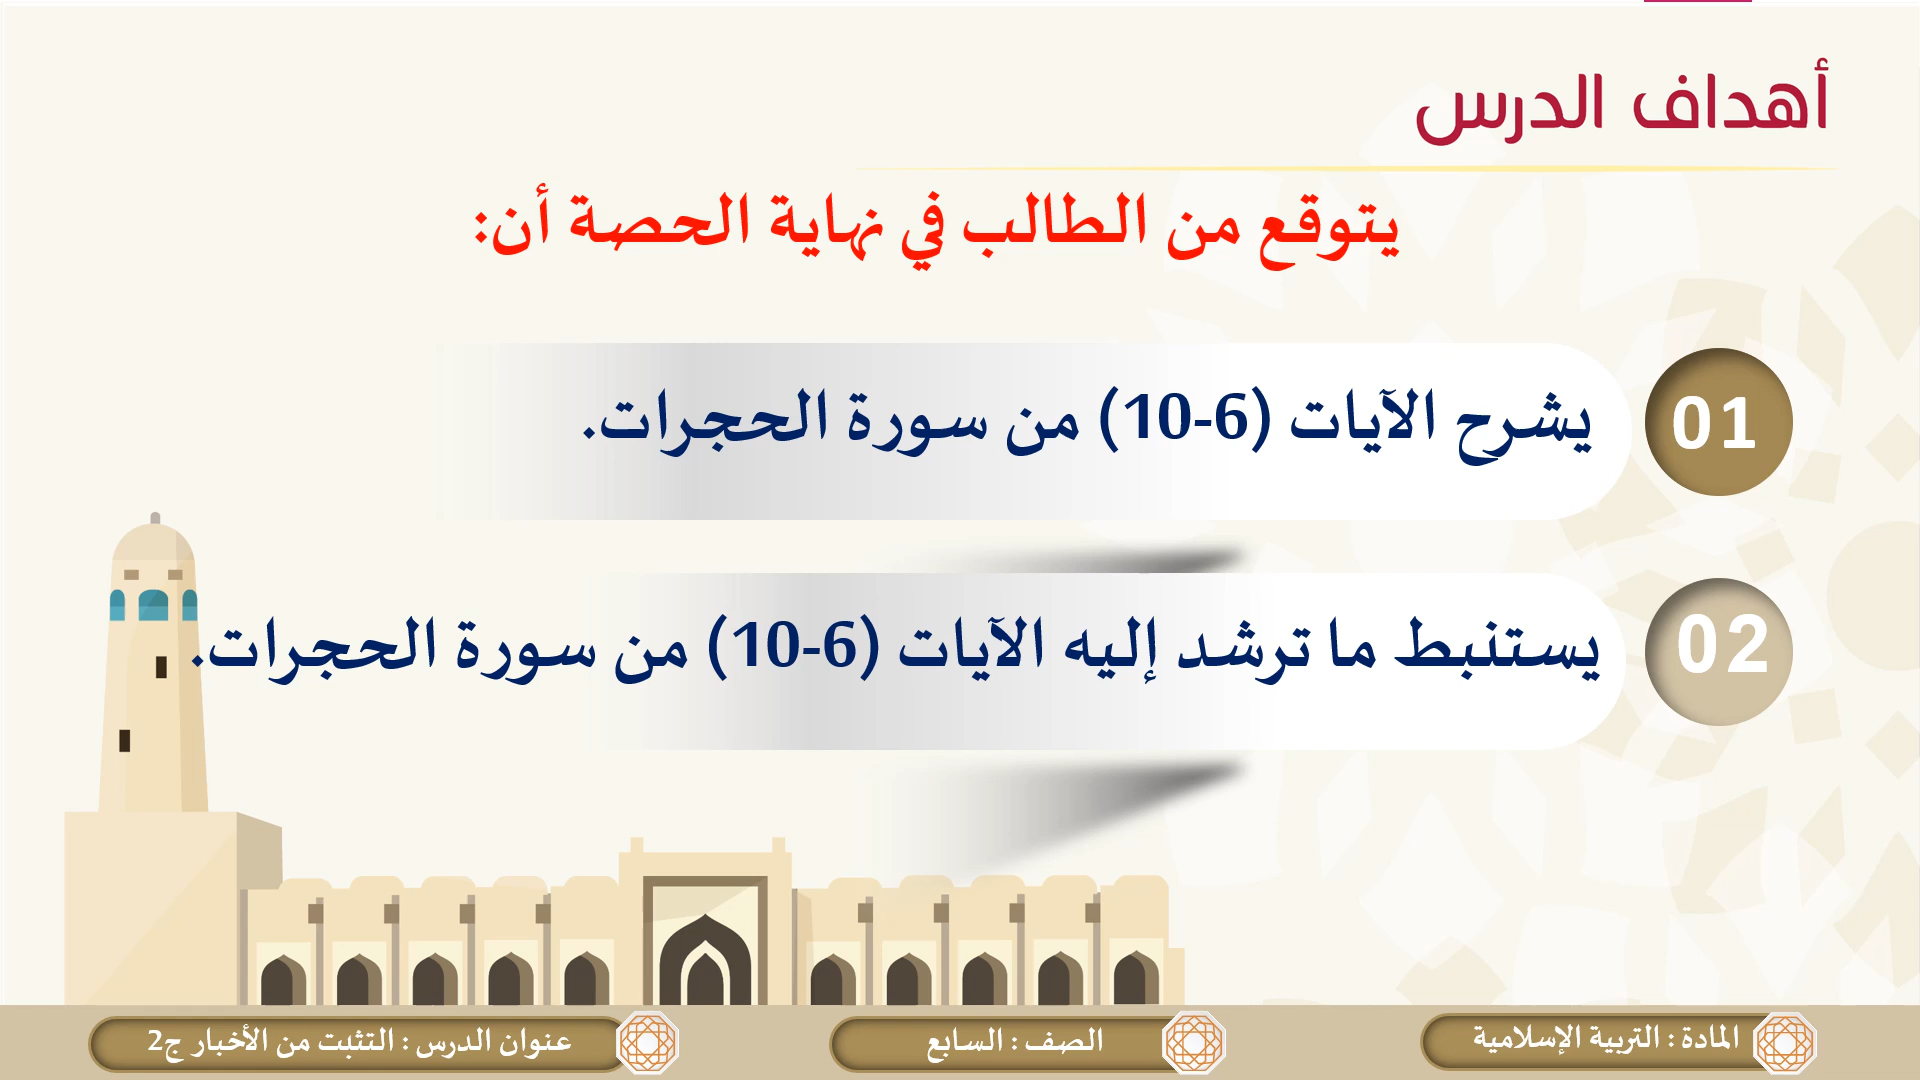 أهداف الدرس
يتوقع من الطالب في نهاية الحصة أن:
01
يشرح الآيات (6-10) من سورة الحجرات.
02
يستنبط ما ترشد إليه الآيات (6-10) من سورة الحجرات.
المادة : التربية الإسلامية
الصف : السابع
عنوان الدرس : التثبت من الأخبار ج2